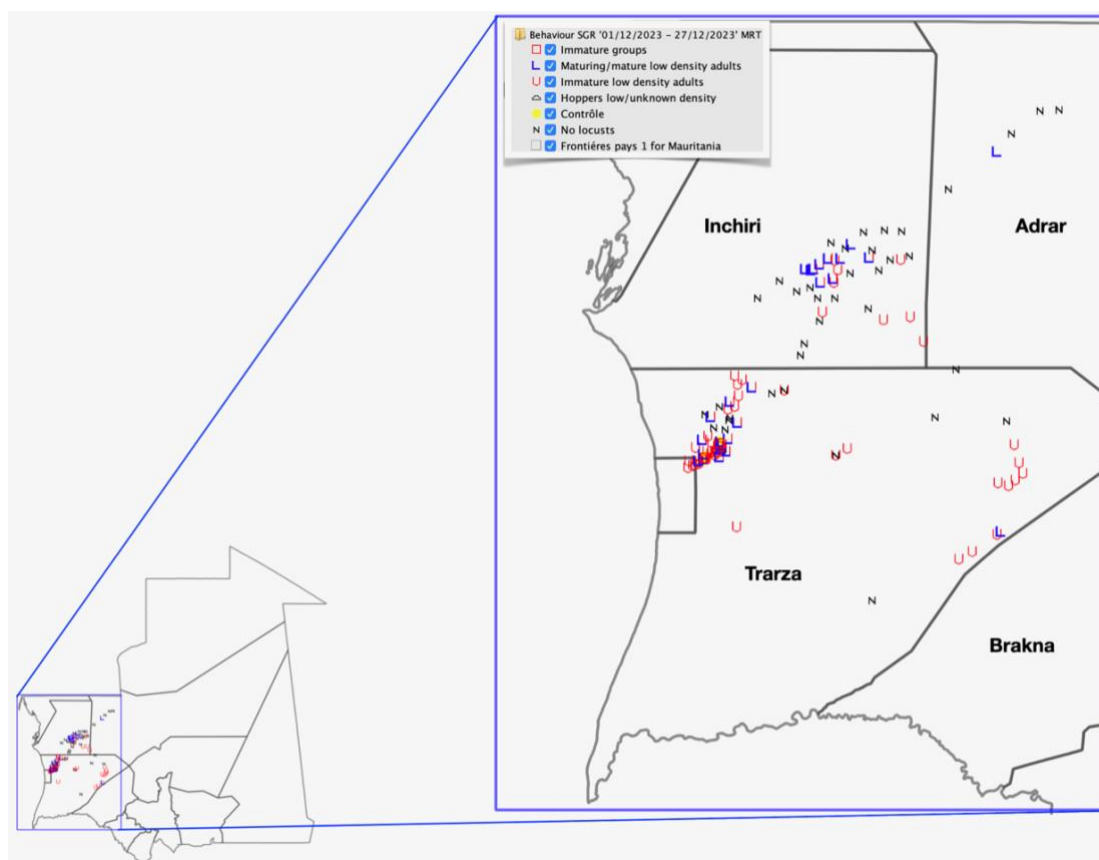 Behaviour SGR '01/12/2023 - 27/12/2023' MRT
Immature groups
Maturing/mature low density adults
Immature low density adults
Hoppers low/unknown density
Contrôle
No locusts
Frontiéres pays 1 for Mauritania
Inchiri
Adrar
Trarza
Brakna